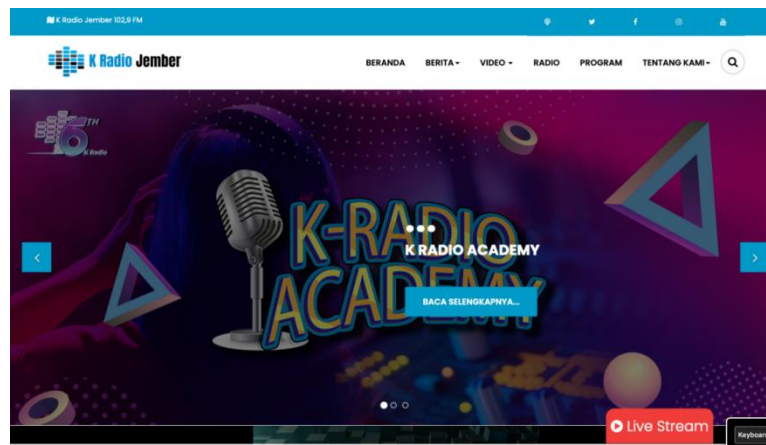 K Radio Jember 102,9 FM
K Radio Jember
BERANDA BERITA VIDEO RADIO PROGRAM TENTANG KAMI
6TH
K Radio
K-RADIO
ACADEMY
...
K RADIO ACADEMY
BACA SELENGKAPNYA...
Live Stream
Keyboar